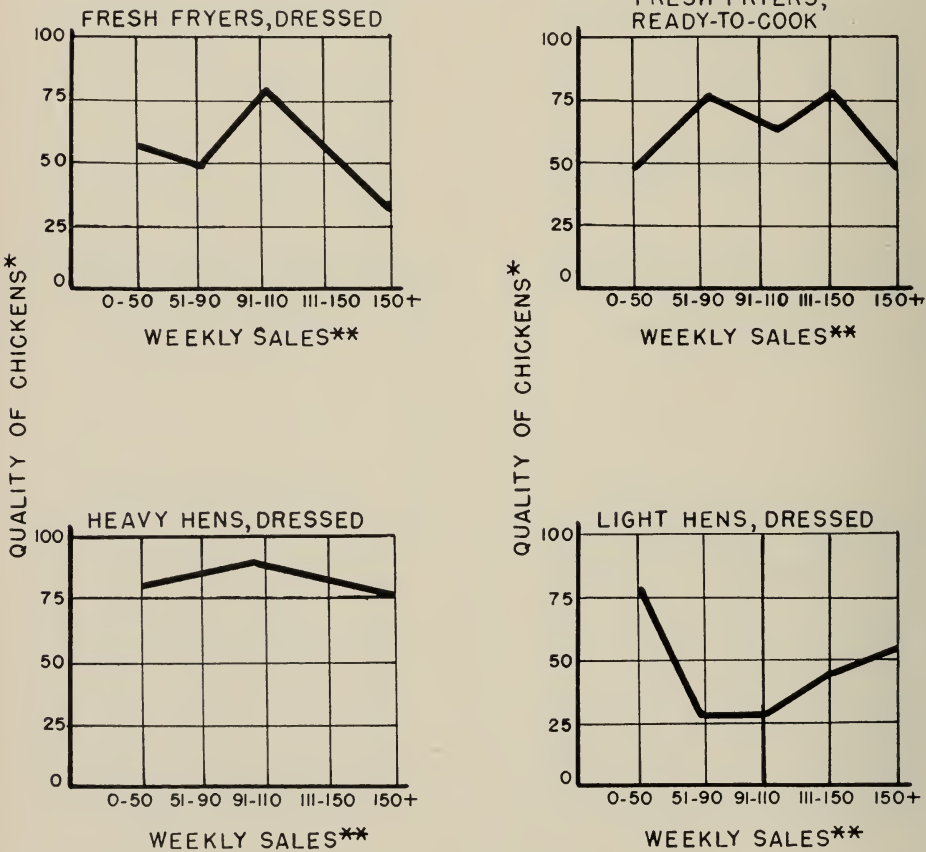 FRESH FRYERS, DRESSED
100
75
50
25
0
0-50 51-90 91-110 111-150 150+
WEEKLY SALES**
FRESH FRYERS,
READY-TO-COOK
100
75
50
25
0
0-50 51-90 91-110 111-150 150+
WEEKLY SALES**
QUALITY OF CHICKENS*
QUALITY OF CHICKENS*
HEAVY HENS, DRESSED
100
75
50
25
0
0-50 51-90 91-110 111-150 150+
WEEKLY SALES**
LIGHT HENS, DRESSED
100
75
50
25
0
0-50 51-90 91-110 111-150 150+
WEEKLY SALES**